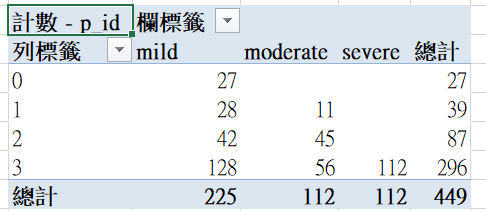 計數 - p_id 欄標籤
列標籤 mild moderate severe 總計
0 27 27
1 28 11 39
2 42 45 87
3 128 56 112 296
總計 225 112 112 449